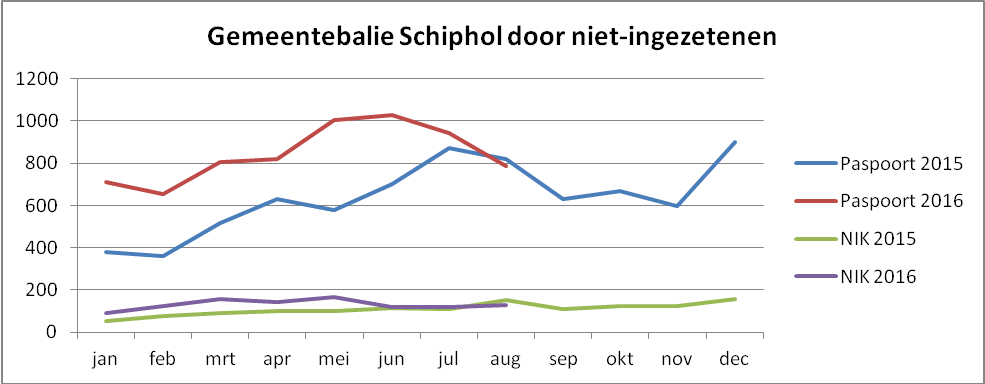 Gemeentebalie Schiphol door niet-ingezetenen
1200
1000
800
600
400
200
0
jan feb mrt apr mei jun jul aug sep okt nov dec
Paspoort 2015
Paspoort 2016
NIK 2015
NIK 2016